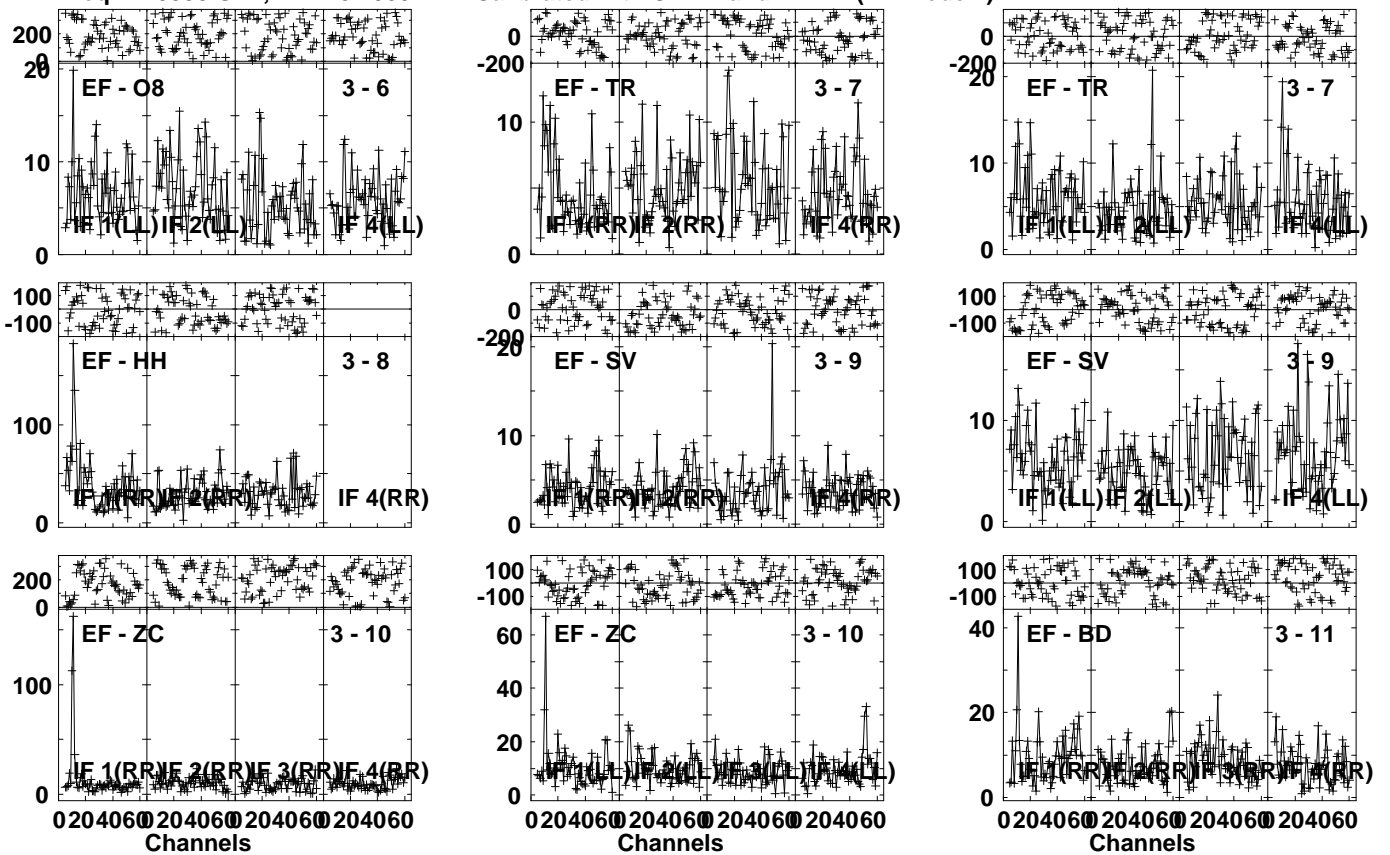 200 0 -200 0 0 -200
20 EF - O8 3 - 6 EF - TR 3 - 7 20 EF - TR 3 - 7
10 10 10
IF 1(LL) IF 2(LL) IF 4(LL) IF 1(RR) IF 2(RR) IF 4(RR) IF 1(LL) IF 2(LL) IF 4(LL)
0 0 0
100 -100 0 -200 100 -100
EF - HH 3 - 8 20 EF - SV 3 - 9 EF - SV 3 - 9
100 10 10
IF 1(RR) IF 2(RR) IF 4(RR) IF 1(RR) IF 2(RR) IF 4(RR) IF 1(LL) IF 2(LL) IF 4(LL)
0 0 0
200 0 100 -100 100 -100
EF - ZC 3 - 10 60 EF - ZC 3 - 10 40 EF - BD 3 - 11
100 40 20 20
IF 1(RR) IF 2(RR) IF 3(RR) IF 4(RR) IF 1(LL) IF 2(LL) IF 3(LL) IF 4(LL) IF 1(RR) IF 2(RR) IF 3(RR) IF 4(RR)
0 0 0
0 20 40 60 0 20 40 60 0 20 40 60 0 20 40 60 0 20 40 60 0 20 40 60 0 20 40 60 0 20 40 60 0 20 40 60 0 20 40 60 0 20 40 60 0 20 40 60
Channels Channels Channels